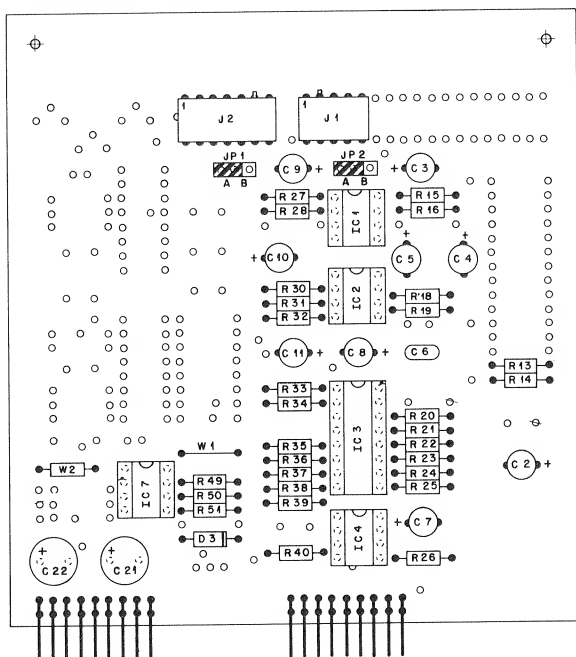 1 J2
1 J1
JP1
A B
C9 +
JP2
A B
+ C3
R27
R28
IC1
R15
R16
+ C10
+ C5
+ C4
R30
R31
R32
IC2
R'18
R19
C11 +
C8 +
C6
R13
R14
R33
R34
IC3
R20
R21
R22
R23
R24
R25
R35
R36
R37
R38
R39
W1
W2
IC7
R49
R50
R51
C2 +
+ C7
D3
R40
IC4
R26
+ C22
+ C21